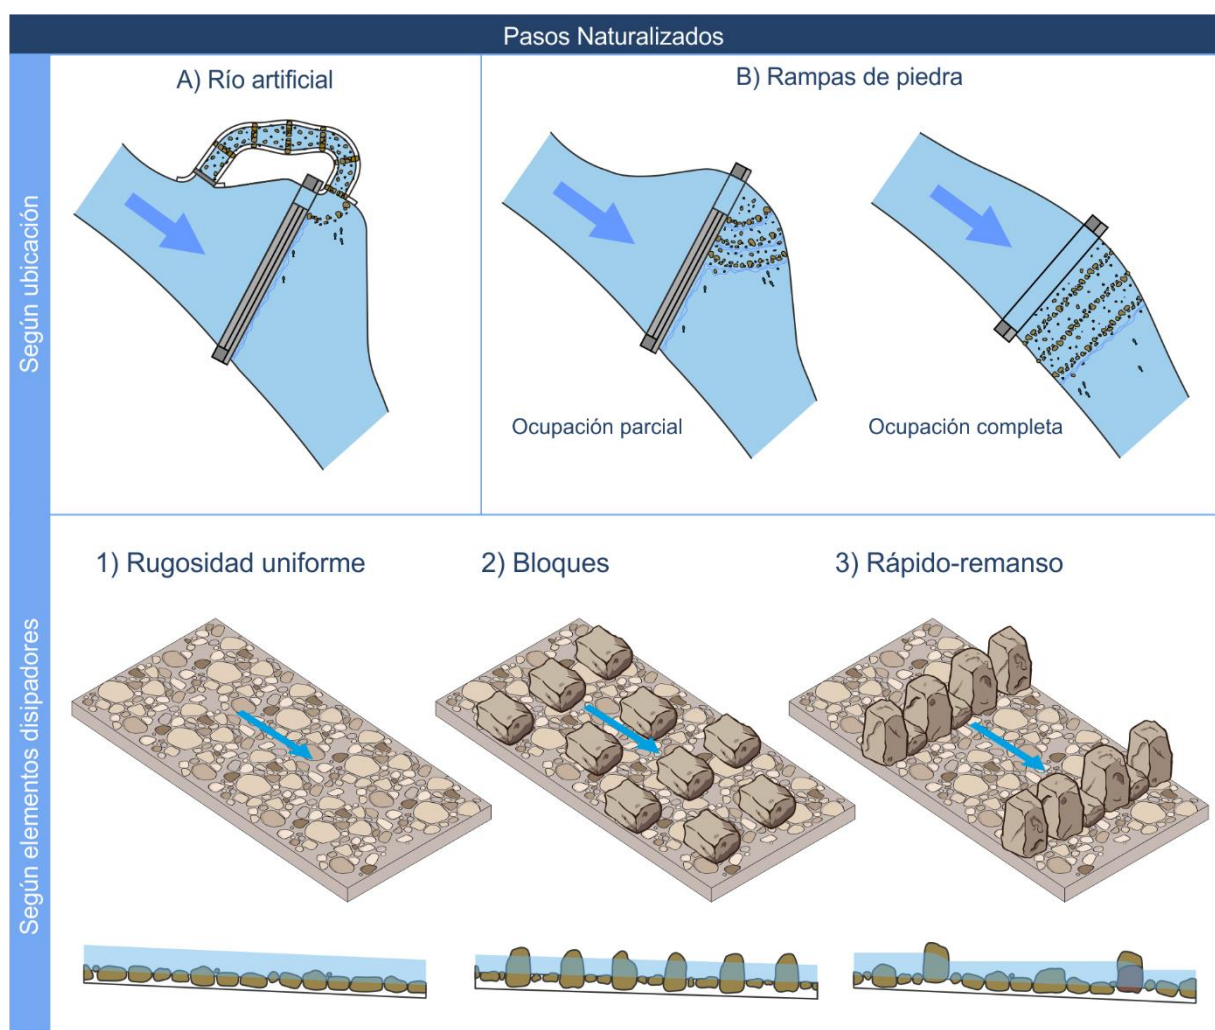 Pasos Naturalizados
Según ubicación
A) Río artificial
B) Rampas de piedra
Ocupación parcial
Ocupación completa
Según elementos disipadores
1) Rugosidad uniforme
2) Bloques
3) Rápido-remanso